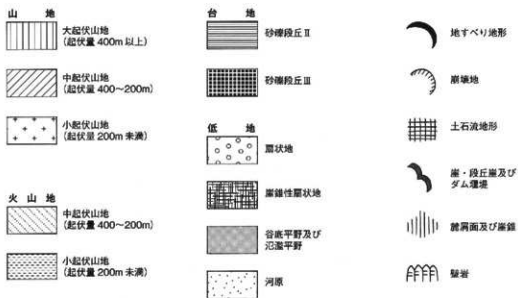 山 地
大起伏山地
(起伏量 400m 以上)
中起伏山地
(起伏量 400〜200m)
小起伏山地
(起伏量 200m 未満)
火 山 地
中起伏山地
(起伏量 400〜200m)
小起伏山地
(起伏量 200m 未満)
台 地
砂礫段丘Ⅱ
砂礫段丘Ⅲ
低 地
扇状地
崖錐性扇状地
谷底平野及び
氾濫平野
河原
地すべり地形
崩壊地
土石流地形
崖・段丘崖及び
ダム堰堤
麓屑面及び崖錐
壁岩